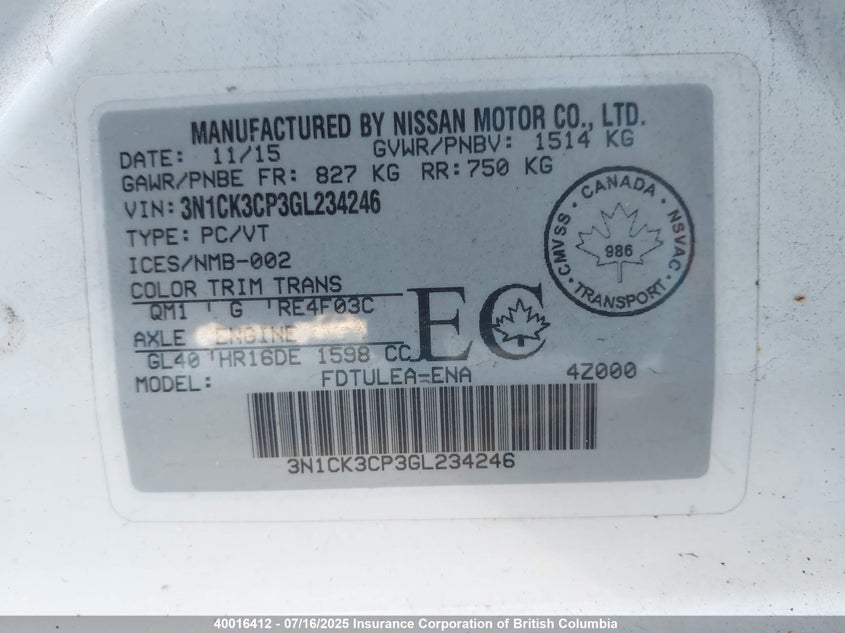 MANUFACTURED BY NISSAN MOTOR CO., LTD.
DATE: 11/15 GVWR/PNBV: 1514 KG
GAWR/PNBE FR: 827 KG RR: 750 KG
VIN: 3N1CK3CP3GL234246
TYPE: PC/VT
ICES/NMB-002
COLOR TRIM TRANS
QM1 G RE4F03C
AXLE ENGINE
GL40 HR16DE 1598 CC
MODEL: FDTULEA-ENA 4Z000
3N1CK3CP3GL234246
EC
CANADA
CMVSS · NSVAC
986
TRANSPORT
40016412 - 07/16/2025 Insurance Corporation of British Columbia